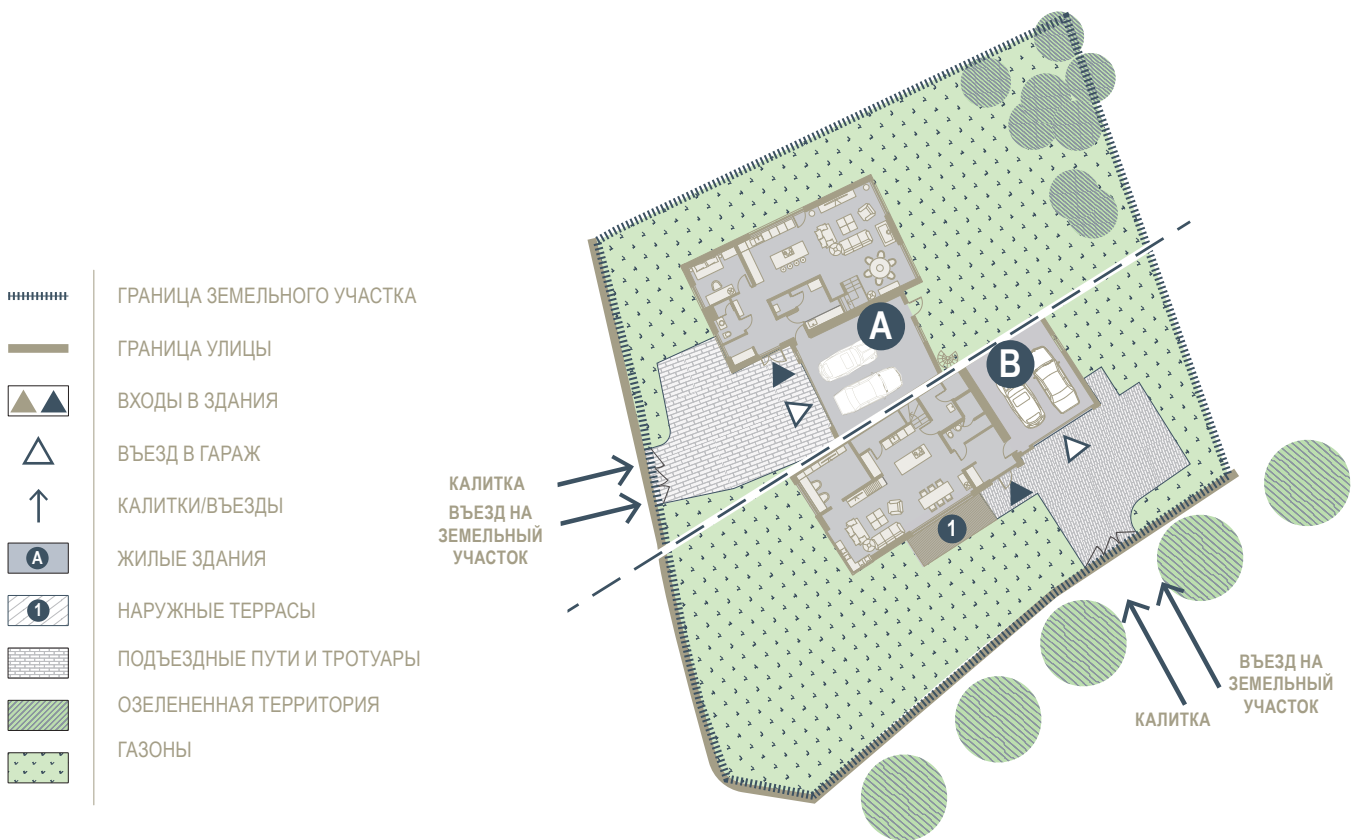 ГРАНИЦА ЗЕМЕЛЬНОГО УЧАСТКА
ГРАНИЦА УЛИЦЫ
ВХОДЫ В ЗДАНИЯ
ВЪЕЗД В ГАРАЖ
КАЛИТКИ/ВЪЕЗДЫ
A
ЖИЛЫЕ ЗДАНИЯ
1
НАРУЖНЫЕ ТЕРРАСЫ
ПОДЪЕЗДНЫЕ ПУТИ И ТРОТУАРЫ
ОЗЕЛЕНЕННАЯ ТЕРРИТОРИЯ
ГАЗОНЫ
A
B
1
КАЛИТКА
ВЪЕЗД НА
ЗЕМЕЛЬНЫЙ
УЧАСТОК
КАЛИТКА
ВЪЕЗД НА
ЗЕМЕЛЬНЫЙ
УЧАСТОК